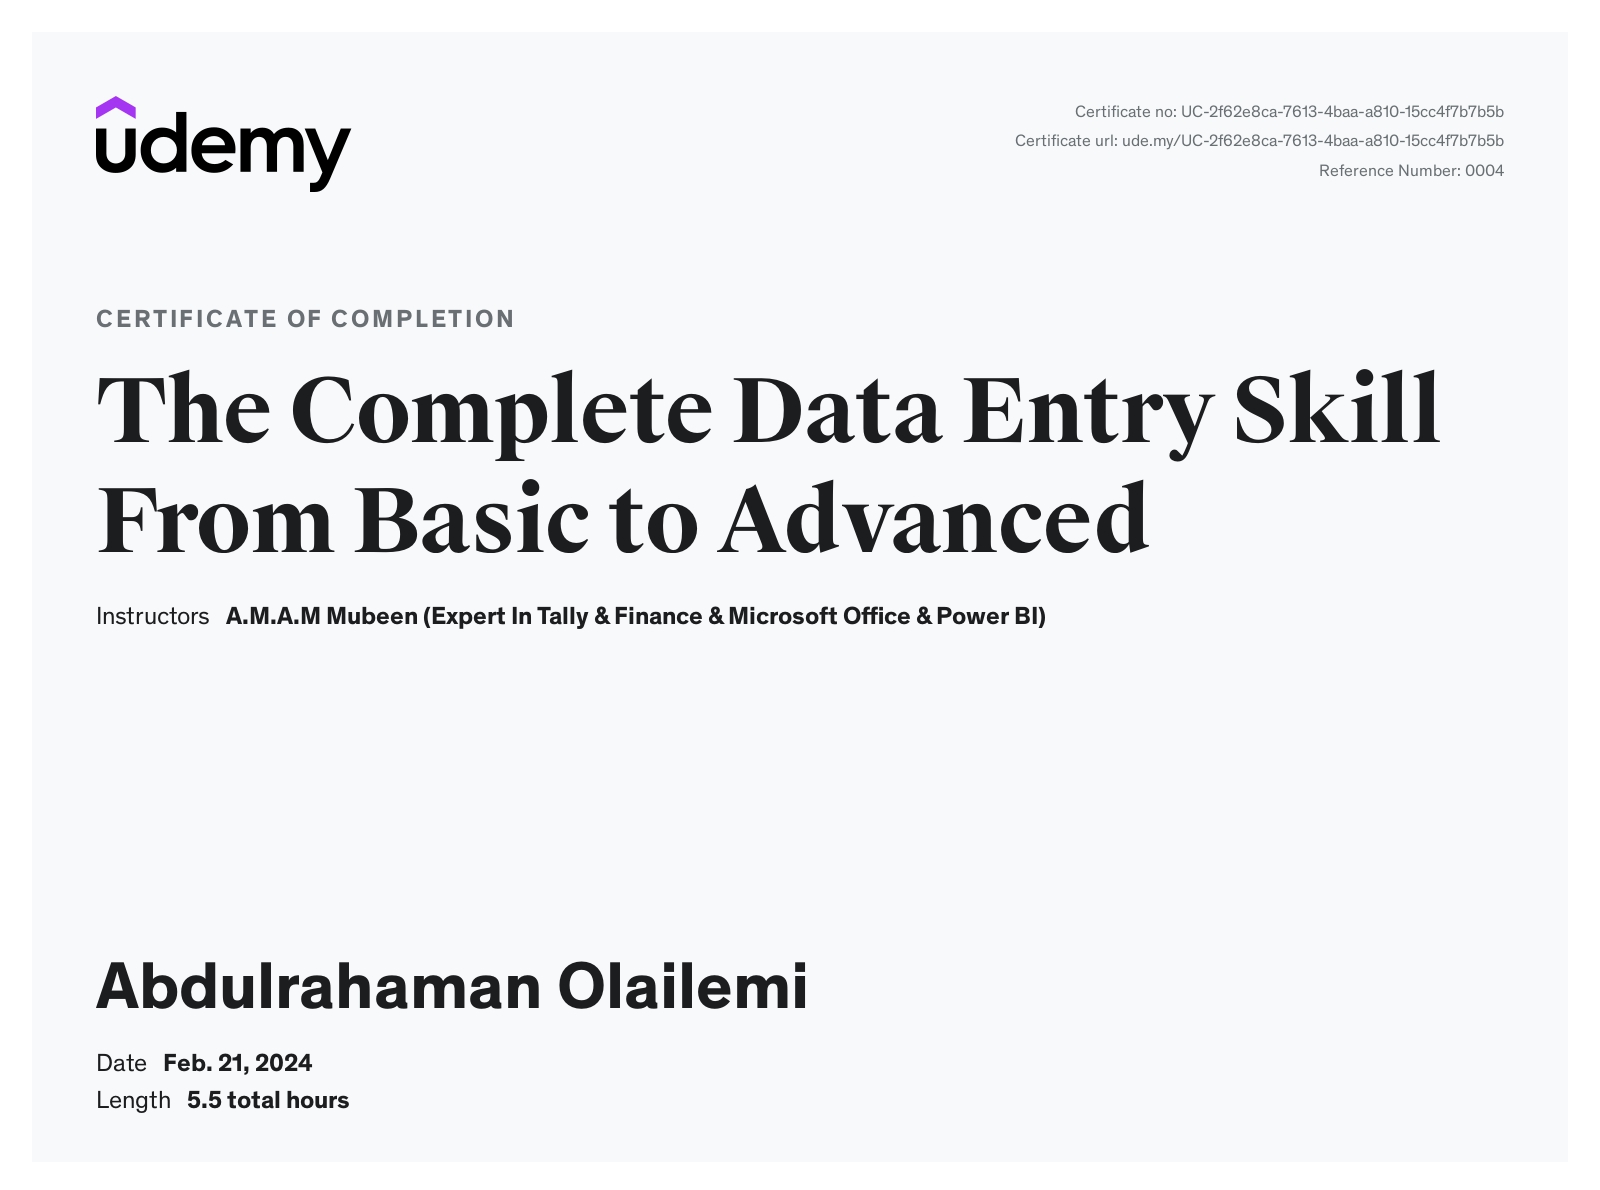 udemy
Certificate no: UC-2f62e8ca-7613-4baa-a810-15cc4f7b7b5b
Certificate url: ude.my/UC-2f62e8ca-7613-4baa-a810-15cc4f7b7b5b
Reference Number: 0004
CERTIFICATE OF COMPLETION
The Complete Data Entry Skill
From Basic to Advanced
Instructors A.M.A.M Mubeen (Expert In Tally & Finance & Microsoft Office & Power BI)
Abdulrahaman Olailemi
Date Feb. 21, 2024
Length 5.5 total hours